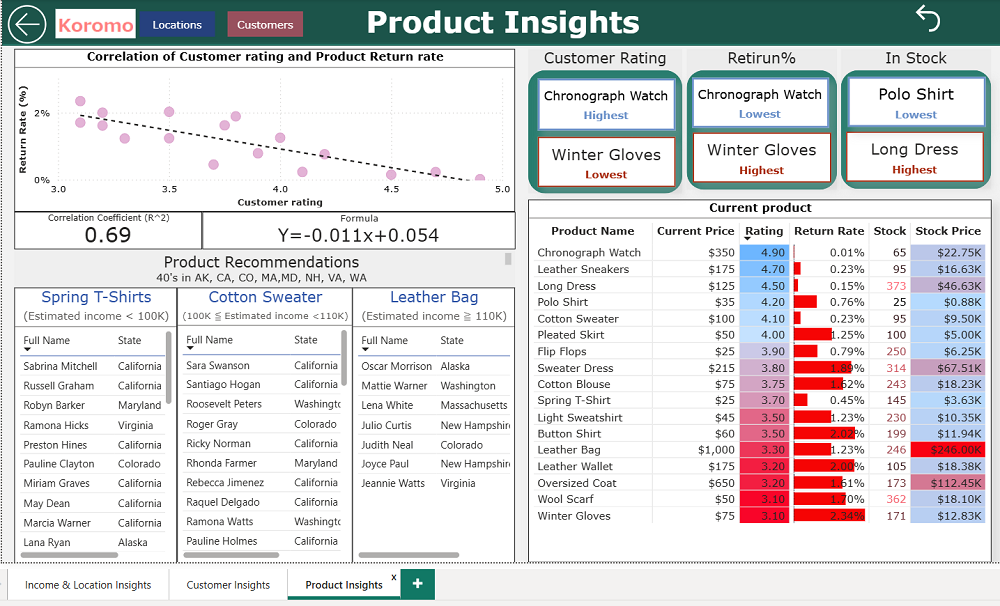 Koromo
Locations
Customers
Product Insights
Correlation of Customer rating and Product Return rate
Return Rate (%)
2%
0%
3.0 3.5 4.0 4.5 5.0
Customer rating
Correlation Coefficient (R^2)
0.69
Formula
Y=-0.011x+0.054
Customer Rating
Chronograph Watch
Highest
Winter Gloves
Lowest
Retirun%
Chronograph Watch
Lowest
Winter Gloves
Highest
In Stock
Polo Shirt
Lowest
Long Dress
Highest
Product Recommendations
40's in AK, CA, CO, MA,MD, NH, VA, WA
Spring T-Shirts
(Estimated income < 100K)
Full Name State
Sabrina Mitchell California
Russell Graham California
Robyn Barker Maryland
Ramona Hicks Virginia
Preston Hines California
Pauline Clayton Colorado
Miriam Graves California
May Dean California
Marcia Warner California
Lana Ryan Alaska
Cotton Sweater
(100K ≦ Estimated income <110K)
Full Name State
Sara Swanson California
Santiago Hogan California
Roosevelt Peters Washingtc
Roger Gray Colorado
Ricky Norman California
Rhonda Farmer Maryland
Rebecca Jimenez California
Raquel Delgado California
Ramona Watts Washingtc
Pauline Holmes California
Leather Bag
(Estimated income ≧ 110K)
Full Name State
Oscar Morrison Alaska
Mattie Warner Washington
Lena White Massachusetts
Julio Curtis New Hampshir
Judith Neal Colorado
Joyce Paul New Hampshir
Jeannie Watts Virginia
Current product
Product Name Current Price Rating Return Rate Stock Stock Price
Chronograph Watch $350 4.90 0.01% 65 $22.75K
Leather Sneakers $175 4.70 0.23% 95 $16.63K
Long Dress $125 4.50 0.15% 373 $46.63K
Polo Shirt $35 4.20 0.76% 25 $0.88K
Cotton Sweater $100 4.10 0.23% 95 $9.50K
Pleated Skirt $50 4.00 1.25% 100 $5.00K
Flip Flops $25 3.90 0.79% 250 $6.25K
Sweater Dress $215 3.80 1.89% 314 $67.51K
Cotton Blouse $75 3.75 1.62% 243 $18.23K
Spring T-Shirt $25 3.70 0.45% 145 $3.63K
Light Sweatshirt $45 3.50 1.23% 230 $10.35K
Button Shirt $60 3.50 2.02% 199 $11.94K
Leather Bag $1,000 3.30 1.23% 246 $246.00K
Leather Wallet $175 3.20 2.00% 105 $18.38K
Oversized Coat $650 3.20 1.61% 173 $112.45K
Wool Scarf $50 3.10 1.70% 362 $18.10K
Winter Gloves $75 3.10 2.34% 171 $12.83K
Income & Location Insights
Customer Insights
Product Insights x
+